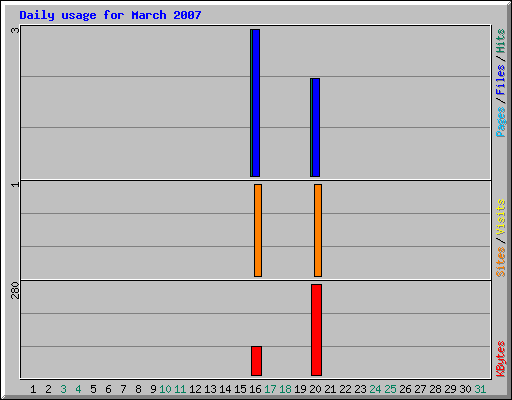 Daily usage for March 2007
3
1
280
Pages / Files / Hits
Sites / Visits
KBytes
1 2 3 4 5 6 7 8 9 10 11 12 13 14 15 16 17 18 19 20 21 22 23 24 25 26 27 28 29 30 31